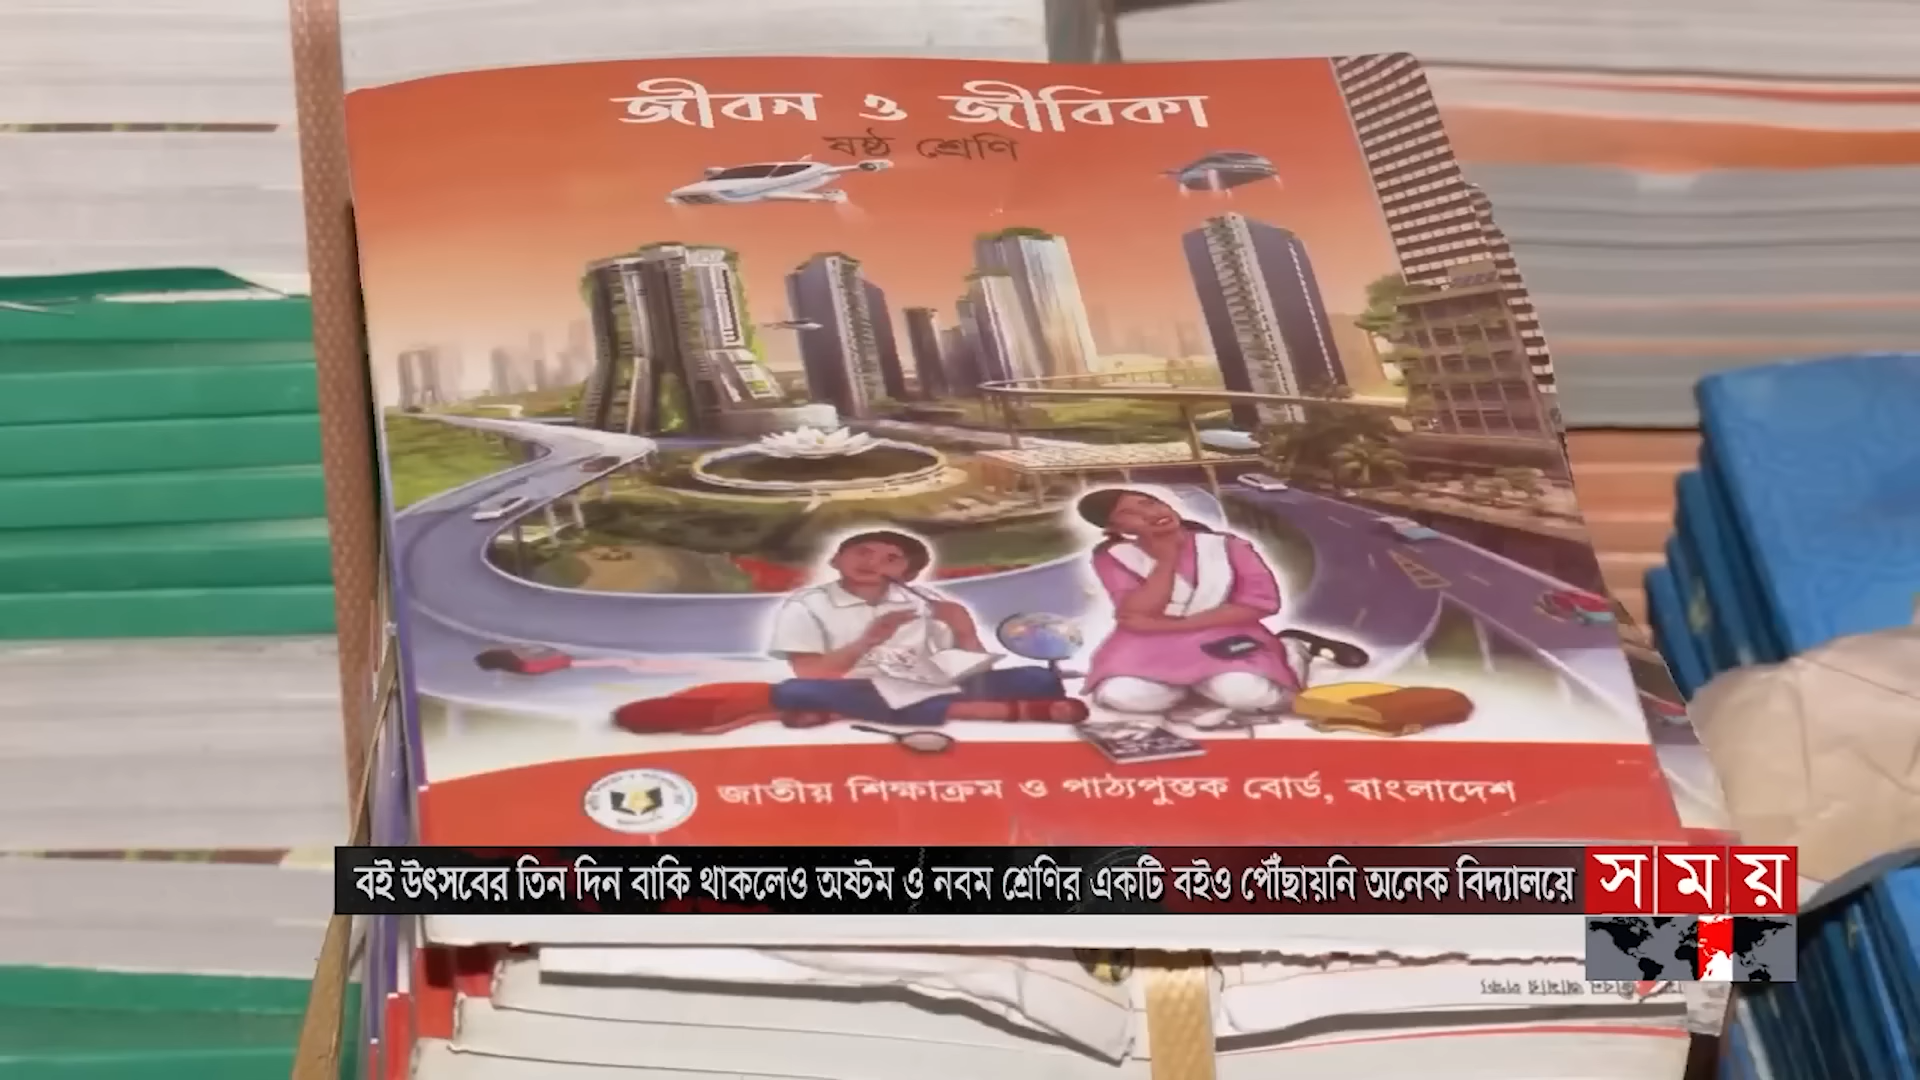 জীবন ও জীবিকা
ষষ্ঠ শ্রেণি
জাতীয় শিক্ষাক্রম ও পাঠ্যপুস্তক বোর্ড, বাংলাদেশ
বই উৎসবের তিন দিন বাকি থাকলেও অষ্টম ও নবম শ্রেণির একটি বইও পৌঁছায়নি অনেক বিদ্যালয়ে
সময়